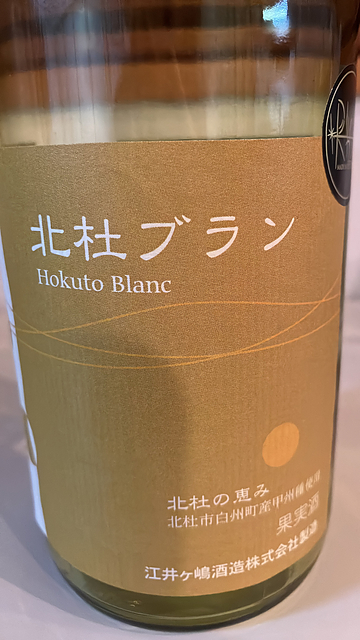 北杜ブラン
Hokuto Blanc
北杜の恵み
北杜市白州町産甲州種使用
果実酒
江井ヶ嶋酒造株式会社製造